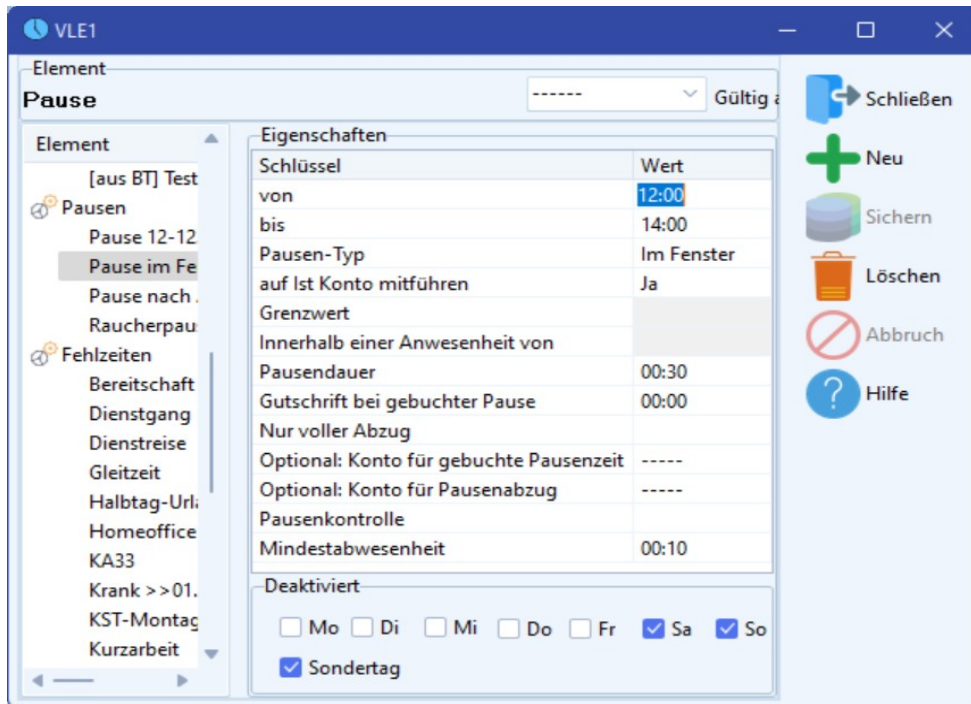 VLE1
Element
Pause
------
Gültig a
Element
[aus BT] Test
Pausen
Pause 12-12
Pause im Fe
Pause nach
Raucherpau
Fehlzeiten
Bereitschaft
Dienstgang
Dienstreise
Gleitzeit
Halbtag-Url
Homeoffice
KA33
Krank >>01.
KST-Montag
Kurzarbeit
Eigenschaften
Schlüssel Wert
von 12:00
bis 14:00
Pausen-Typ Im Fenster
auf Ist Konto mitführen Ja
Grenzwert
Innerhalb einer Anwesenheit von
Pausendauer 00:30
Gutschrift bei gebuchter Pause 00:00
Nur voller Abzug
Optional: Konto für gebuchte Pausenzeit -----
Optional: Konto für Pausenabzug -----
Pausenkontrolle
Mindestabwesenheit 00:10
Deaktiviert
Mo Di Mi Do Fr Sa So
Sondertag
Schließen
Neu
Sichern
Löschen
Abbruch
? Hilfe